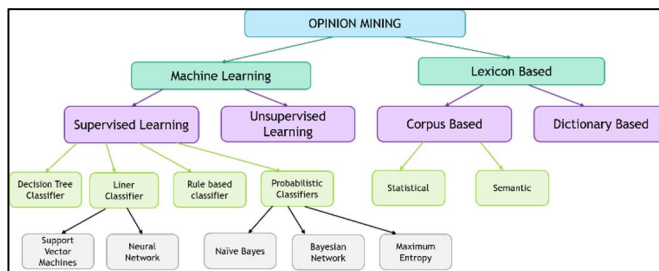 OPINION MINING
Machine Learning
Lexicon Based
Supervised Learning
Unsupervised
Learning
Corpus Based
Dictionary Based
Decision Tree
Classifier
Liner
Classifier
Rule based
classifier
Probabilistic
Classifiers
Statistical
Semantic
Support
Vector
Machines
Neural
Network
Naïve Bayes
Bayesian
Network
Maximum
Entropy